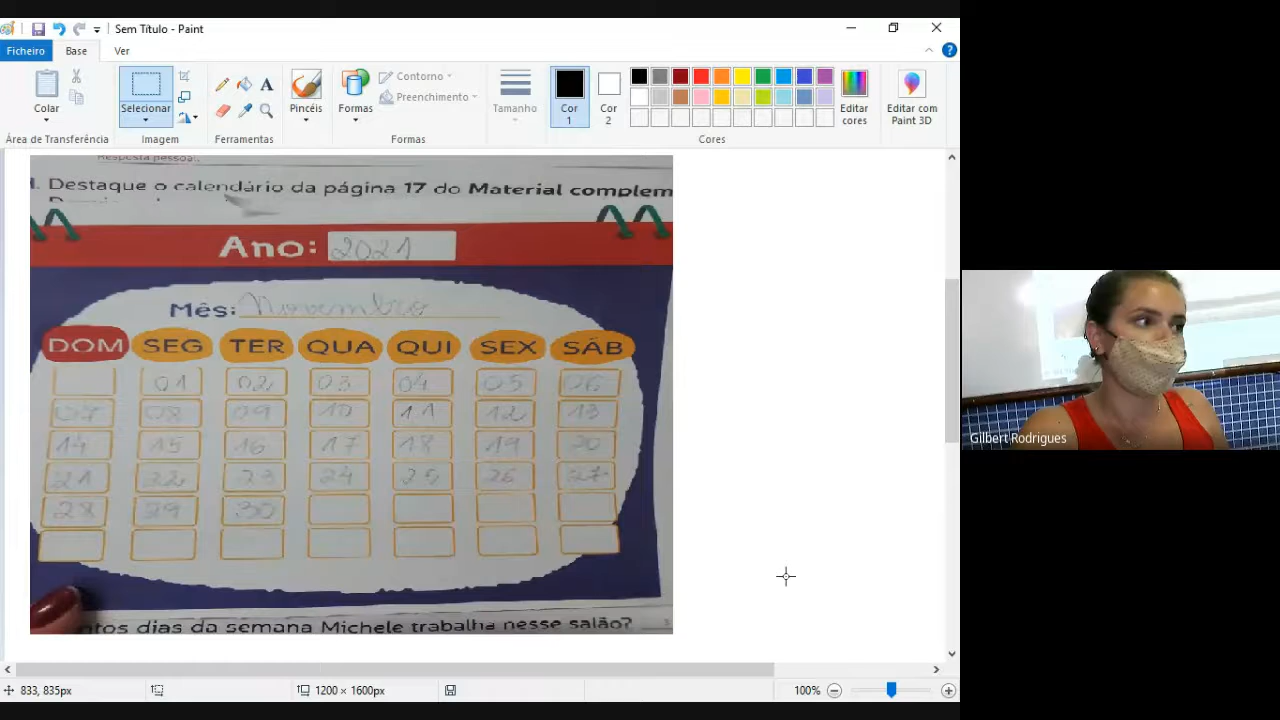 Sem Título - Paint
Ficheiro Base Ver
Colar
Selecionar
Pincéis
Formas
Contorno
Preenchimento
Tamanho
Cor 1
Cor 2
Editar cores
Editar com Paint 3D
Área de Transferência
Imagem
Ferramentas
Formas
Cores
Resposta pessoal.
Destaque o calendário da página 17 do Material complem
Ano: 2021
Mês: Novembro
DOM SEG TER QUA QUI SEX SÁB
01 02 03 04 05 06
07 08 09 10 11 12 13
14 15 16 17 18 19 20
21 22 23 24 25 26 27
28 29 30
ntos dias da semana Michele trabalha nesse salão?
Gilbert Rodrigues
833, 835px
1200 × 1600px
100%